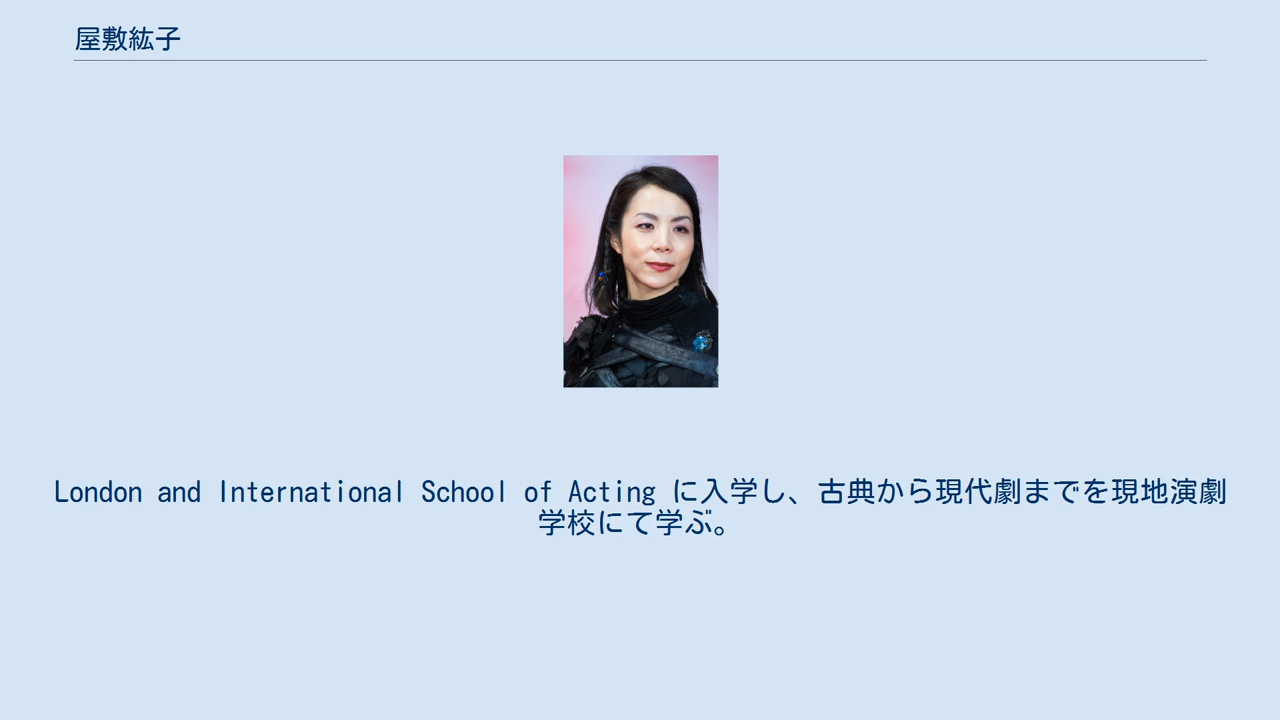 屋敷紘子
London and International School of Acting に入学し、古典から現代劇までを現地演劇
学校にて学ぶ。